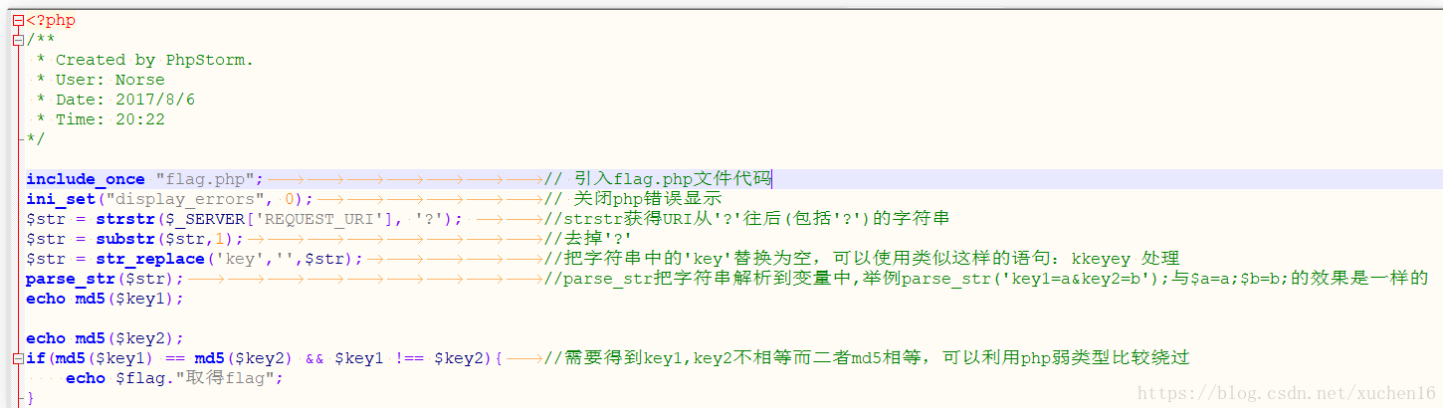 <?php
/**
* Created by PhpStorm.
* User: Norse
* Date: 2017/8/6
* Time: 20:22
*/
include_once "flag.php"; // 引入flag.php文件代码
ini_set("display_errors", 0); // 关闭php错误显示
$str = strstr($_SERVER['REQUEST_URI'], '?'); //strstr获得URI从'?'往后(包括'?')的字符串
$str = substr($str,1); //去掉'?'
$str = str_replace('key','',$str); //把字符串中的'key'替换为空，可以使用类似这样的语句：kkeyey 处理
parse_str($str); //parse_str把字符串解析到变量中,举例parse_str('key1=a&key2=b');与$a=a;$b=b;的效果是一样的
echo md5($key1);
echo md5($key2);
if(md5($key1) == md5($key2) && $key1 !== $key2){ //需要得到key1,key2不相等而二者md5相等，可以利用php弱类型比较绕过
echo $flag."取得flag";
}
https://blog.csdn.net/xuchen16